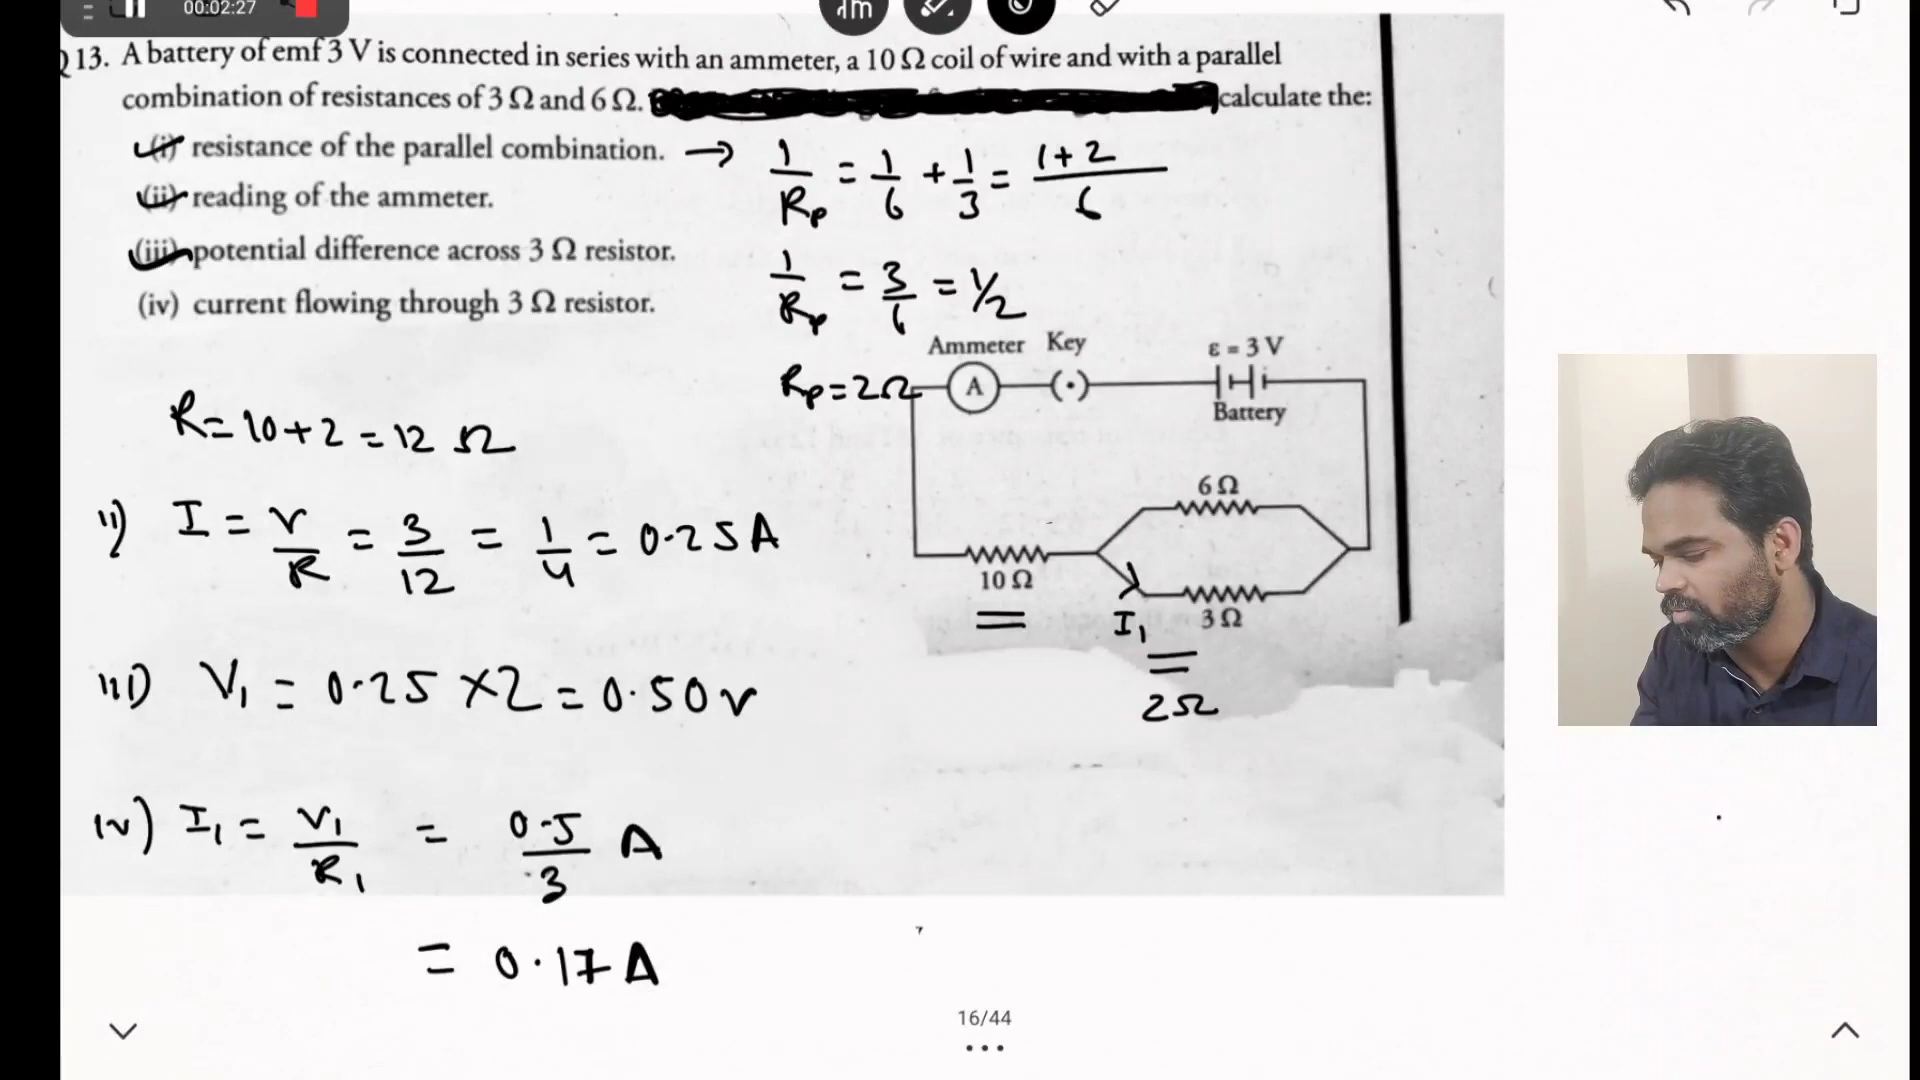 00:02:27
Q 13. A battery of emf 3 V is connected in series with an ammeter, a 10 Ω coil of wire and with a parallel
combination of resistances of 3 Ω and 6 Ω. calculate the:
(i) resistance of the parallel combination. → 1/Rp = 1/6 + 1/3 = (1+2)/6
(ii) reading of the ammeter.
(iii) potential difference across 3 Ω resistor.
1/Rp = 3/6 = 1/2
(iv) current flowing through 3 Ω resistor.
Rp = 2Ω
Ammeter Key ε = 3 V
A
Battery
R = 10 + 2 = 12 Ω
6 Ω
ii) I = V/R = 3/12 = 1/4 = 0.25 A
10 Ω
I1
3 Ω
2Ω
iii) V1 = 0.25 × 2 = 0.50 V
iv) I1 = V1/R1 = 0.5/3 A
= 0.17 A
16/44